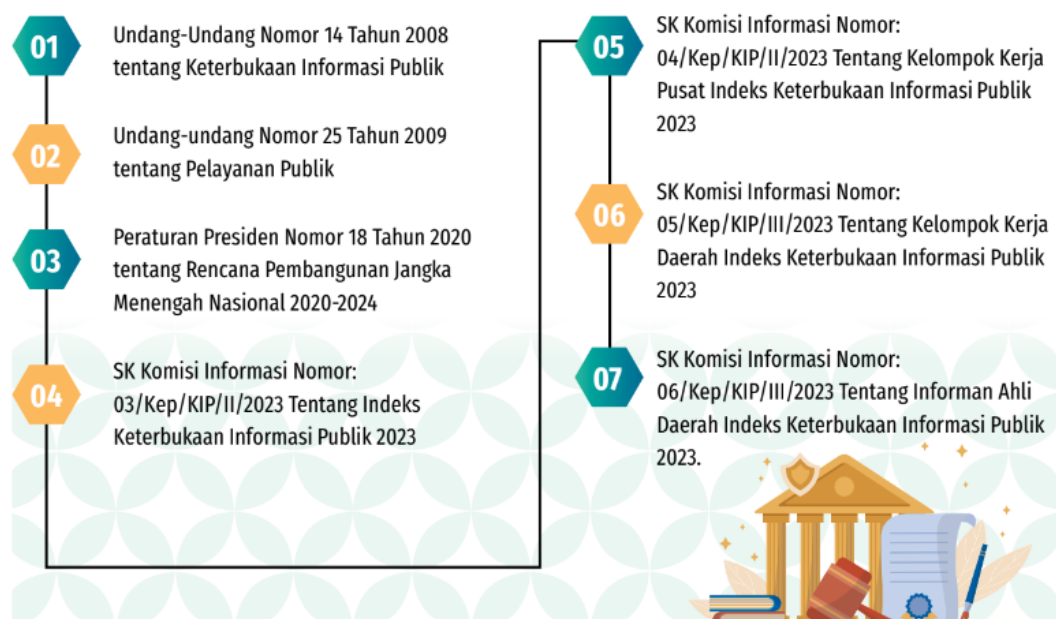 01
Undang-Undang Nomor 14 Tahun 2008
tentang Keterbukaan Informasi Publik
02
Undang-undang Nomor 25 Tahun 2009
tentang Pelayanan Publik
03
Peraturan Presiden Nomor 18 Tahun 2020
tentang Rencana Pembangunan Jangka
Menengah Nasional 2020-2024
04
SK Komisi Informasi Nomor:
03/Kep/KIP/II/2023 Tentang Indeks
Keterbukaan Informasi Publik 2023
05
SK Komisi Informasi Nomor:
04/Kep/KIP/II/2023 Tentang Kelompok Kerja
Pusat Indeks Keterbukaan Informasi Publik
2023
06
SK Komisi Informasi Nomor:
05/Kep/KIP/III/2023 Tentang Kelompok Kerja
Daerah Indeks Keterbukaan Informasi Publik
2023
07
SK Komisi Informasi Nomor:
06/Kep/KIP/III/2023 Tentang Informan Ahli
Daerah Indeks Keterbukaan Informasi Publik
2023.